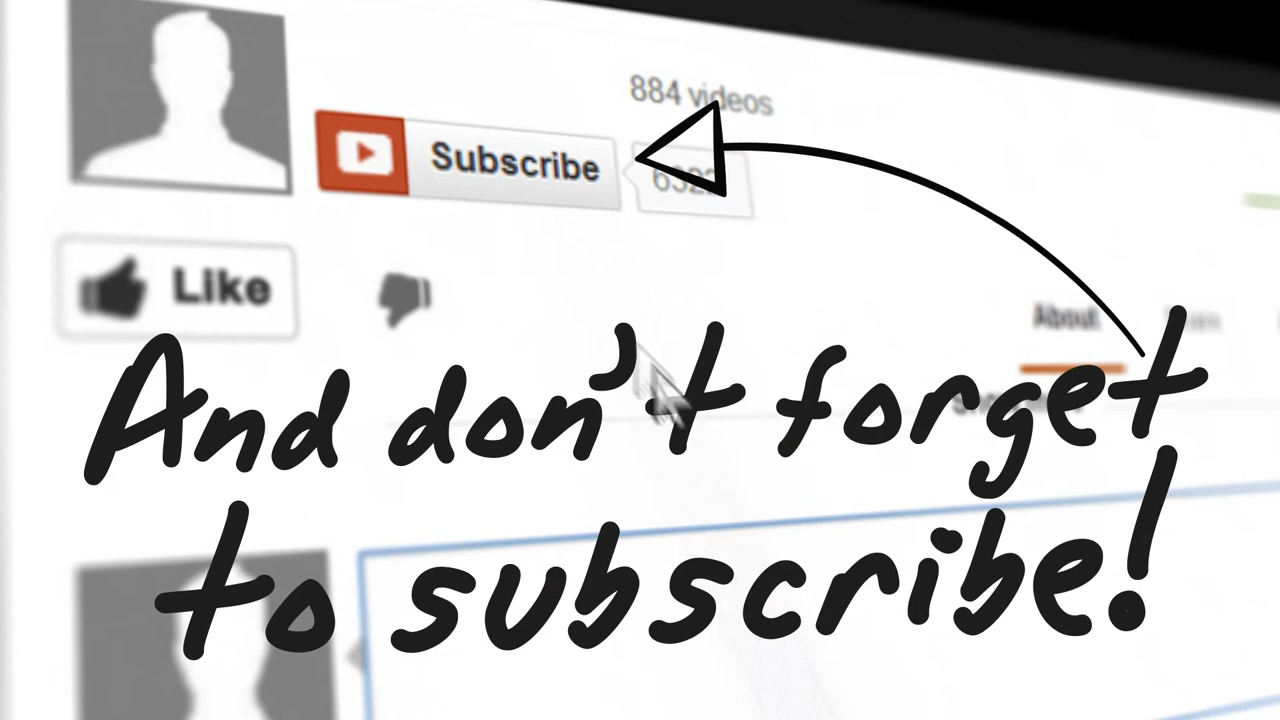 884 videos
Subscribe
Like
About
And don't forget
to subscribe!